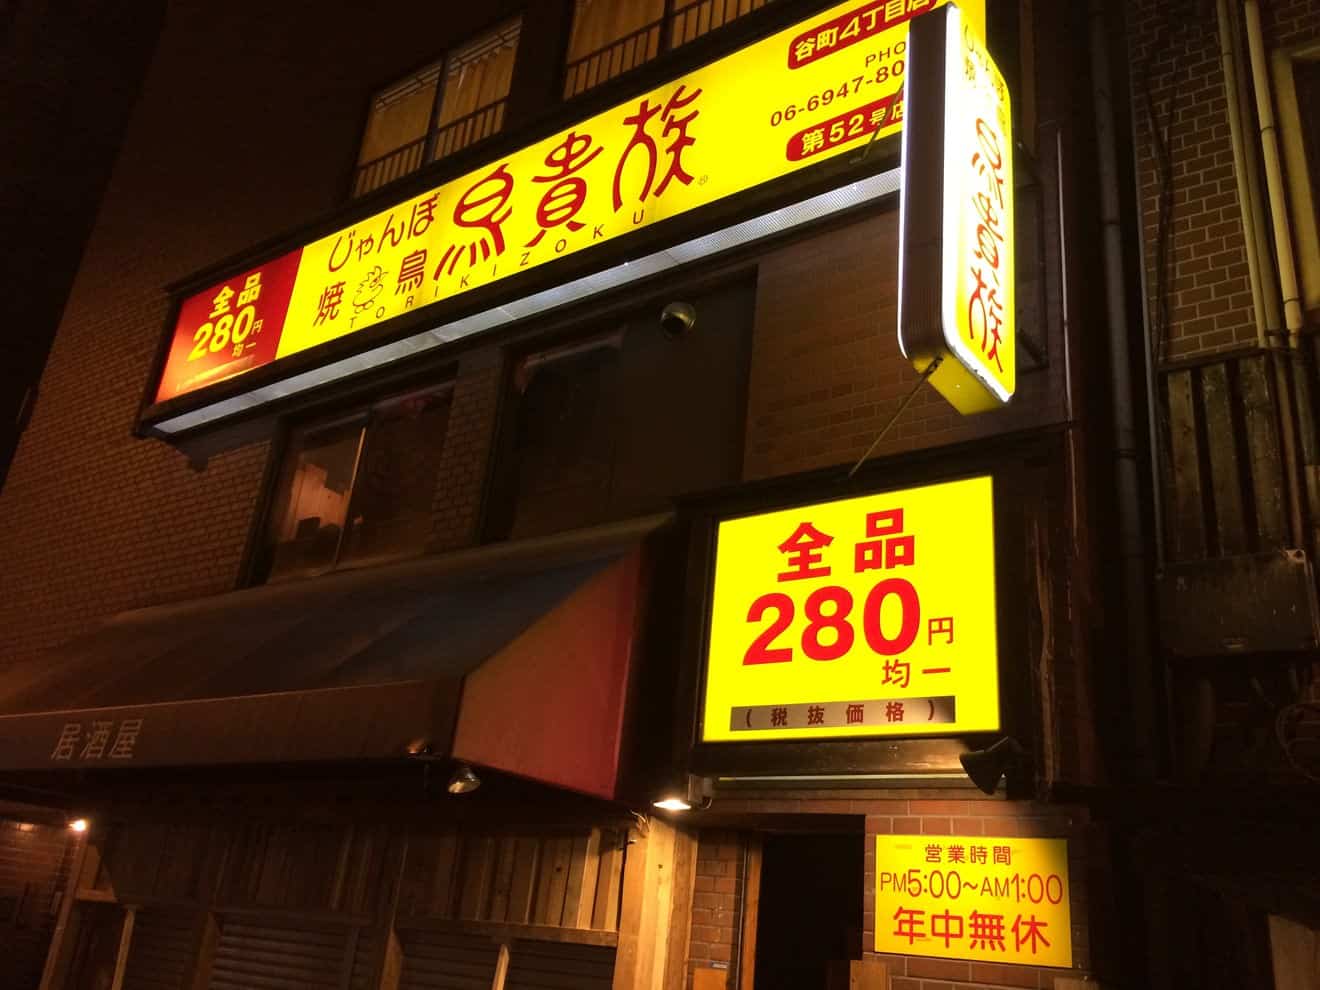 谷町4丁目店
PHO
06-6947-80
第52号店
じゃんぼ
焼鳥
鳥貴族®
TORIKIZOKU
全品
280円
均一
鳥貴族
全品
280円
均一
(税抜価格)
居酒屋
営業時間
PM5:00~AM1:00
年中無休